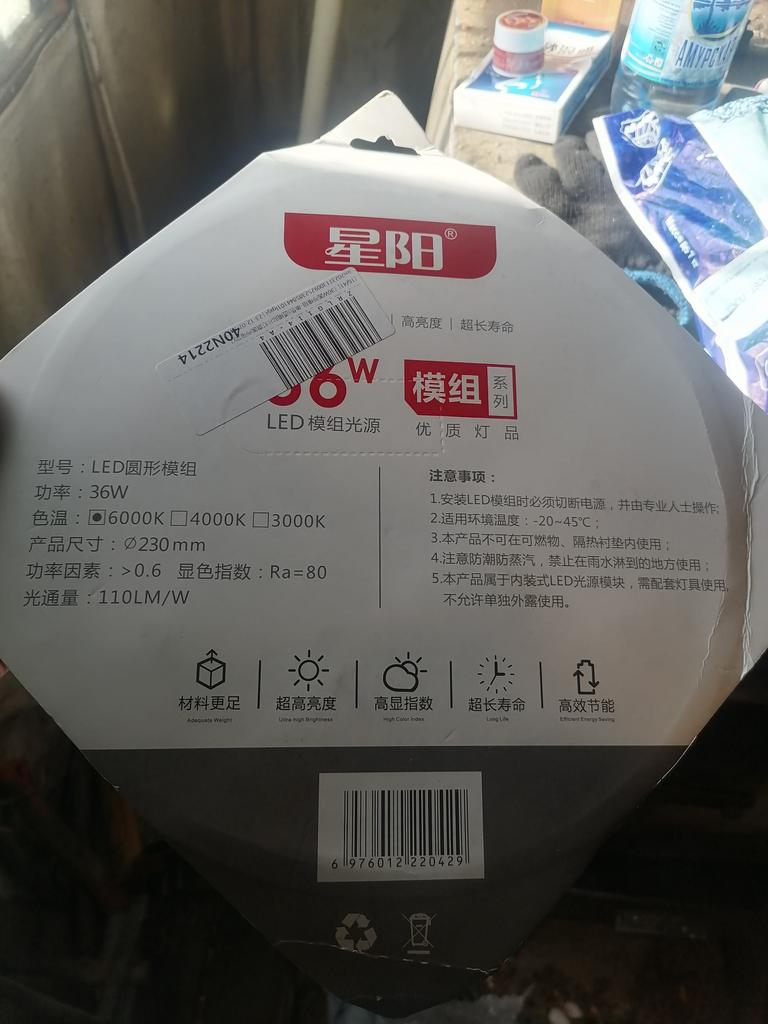 АМУРСКАЯ
星阳®
高亮度 | 超长寿命
40N2214
ZRLG114-A4
36W
模组系列
LED 模组光源
优质灯品
型号：LED圆形模组
功率：36W
色温：6000K 4000K 3000K
产品尺寸：∅230mm
功率因素：>0.6 显色指数：Ra=80
光通量：110LM/W
注意事项：
1.安装LED模组时必须切断电源，并由专业人士操作;
2.适用环境温度：-20~45℃；
3.本产品不可在可燃物、隔热衬垫内使用；
4.注意防潮防蒸汽，禁止在雨水淋到的地方使用；
5.本产品属于内装式LED光源模块，需配套灯具使用,
不允许单独外露使用。
材料更足 超高亮度 高显指数 超长寿命 高效节能
Adequate Weight Ultra-high Brightness High Color Index Long Life Efficient Energy Saving
6 976012 220429